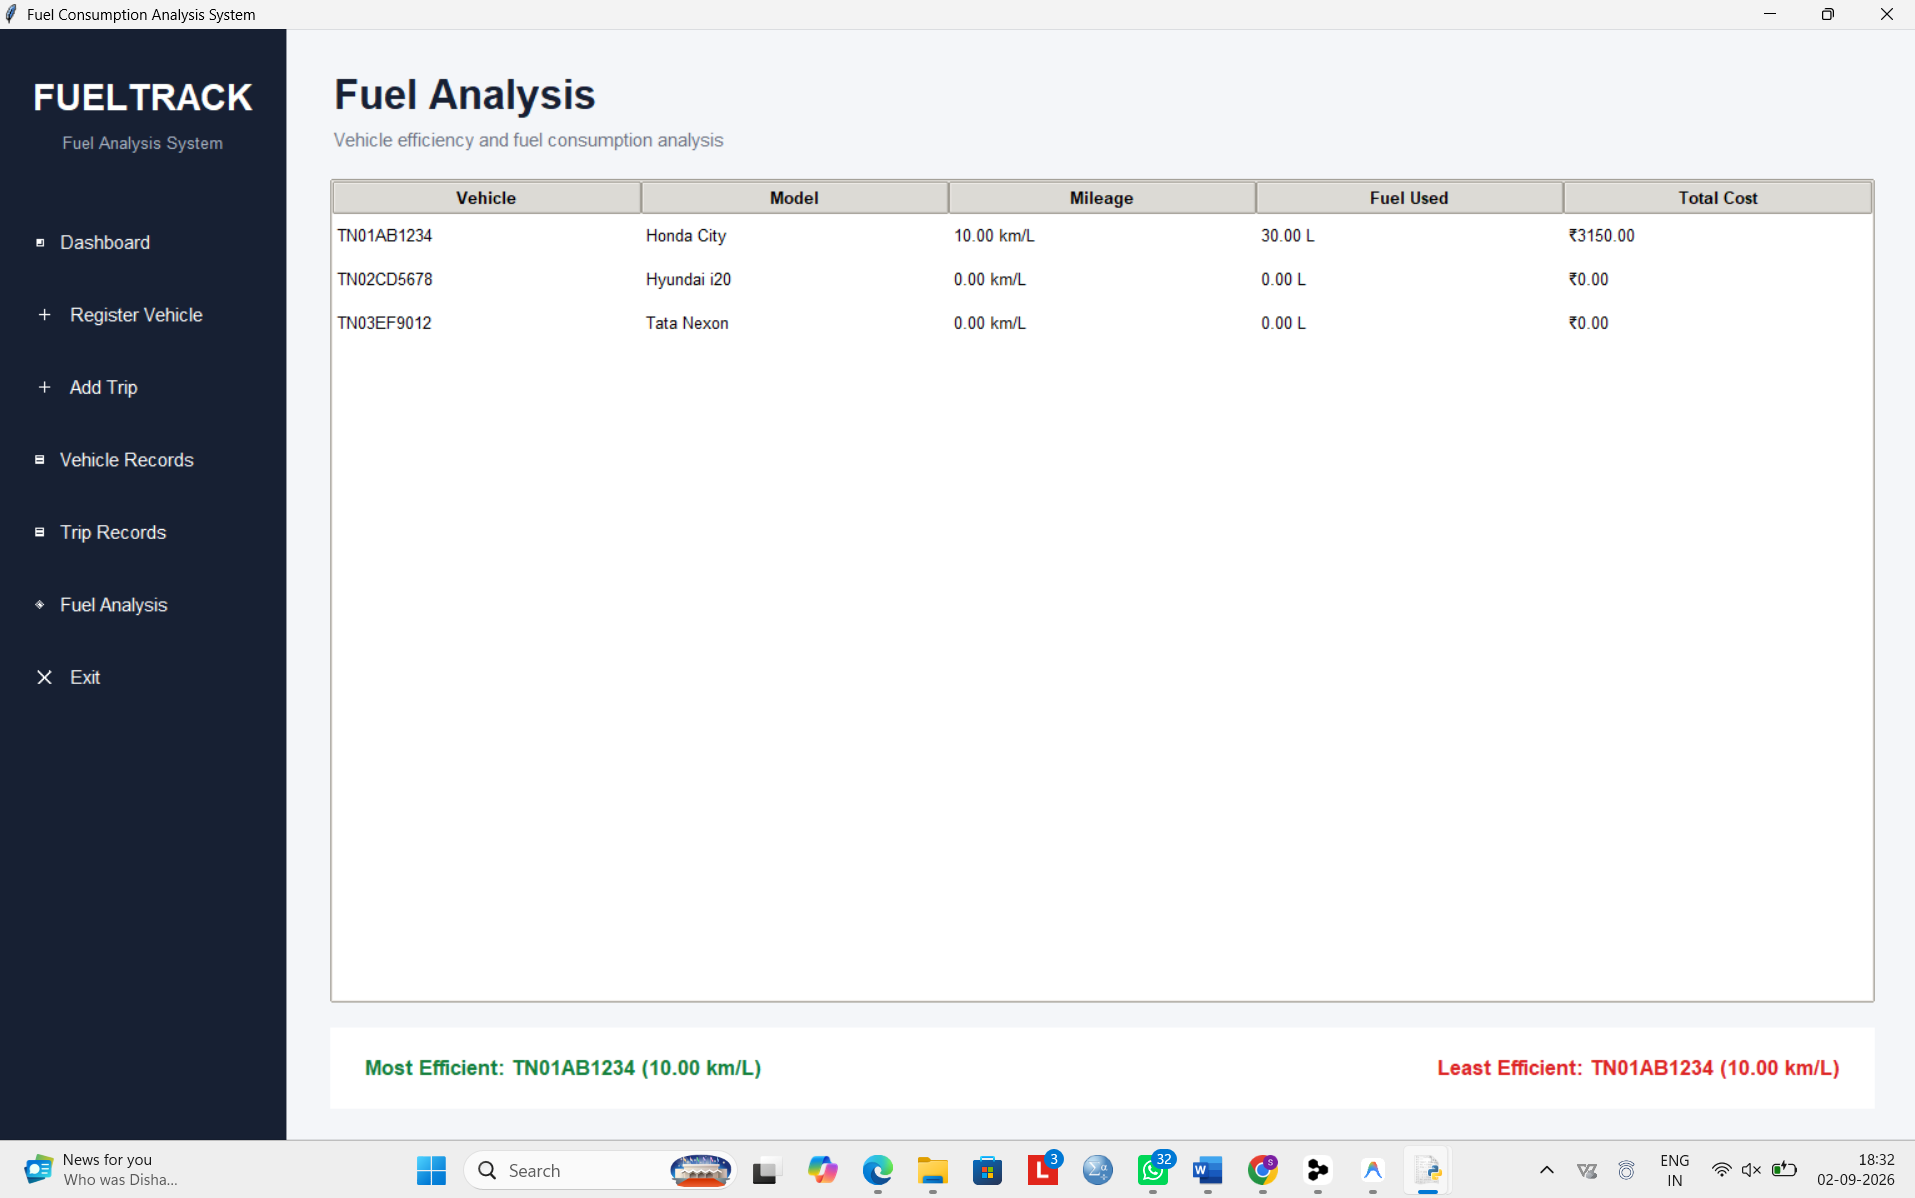 Fuel Consumption Analysis System
FUELTRACK
Fuel Analysis System
Dashboard
+ Register Vehicle
+ Add Trip
Vehicle Records
Trip Records
Fuel Analysis
Exit
Fuel Analysis
Vehicle efficiency and fuel consumption analysis
Vehicle Model Mileage Fuel Used Total Cost
TN01AB1234 Honda City 10.00 km/L 30.00 L ₹3150.00
TN02CD5678 Hyundai i20 0.00 km/L 0.00 L ₹0.00
TN03EF9012 Tata Nexon 0.00 km/L 0.00 L ₹0.00
Most Efficient: TN01AB1234 (10.00 km/L) Least Efficient: TN01AB1234 (10.00 km/L)
News for you
Who was Disha...
Search
L 3
Σα
32
W
S
ENG
IN
18:32
02-09-2026